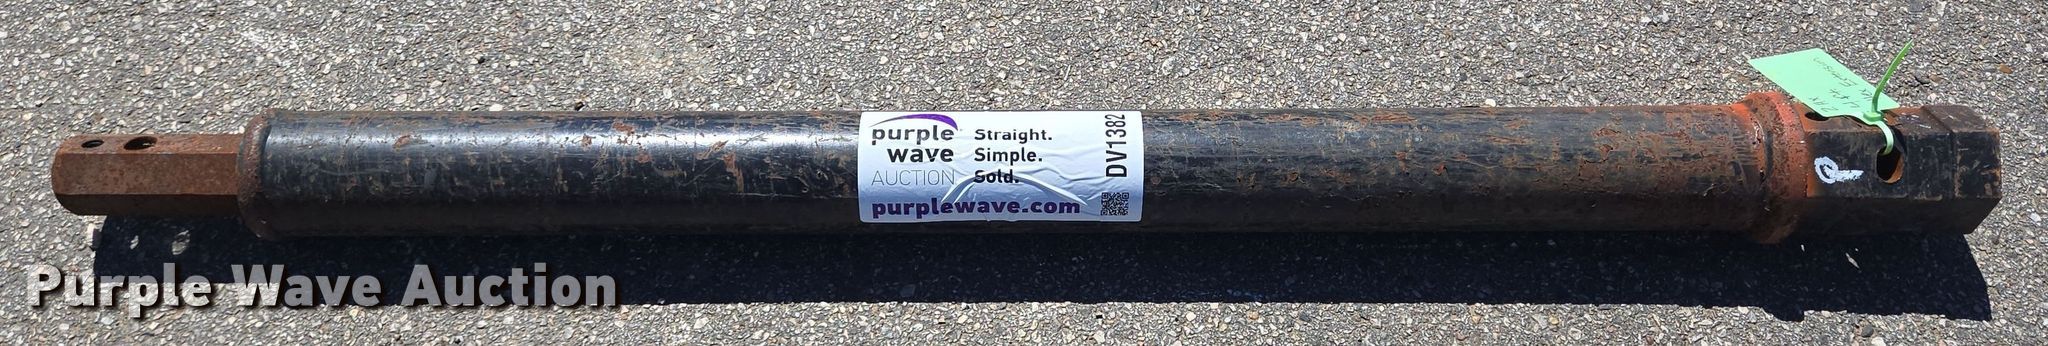 purple
wave
AUCTION
Straight.
Simple.
Sold.
purplewave.com
DV1382
Purple Wave Auction